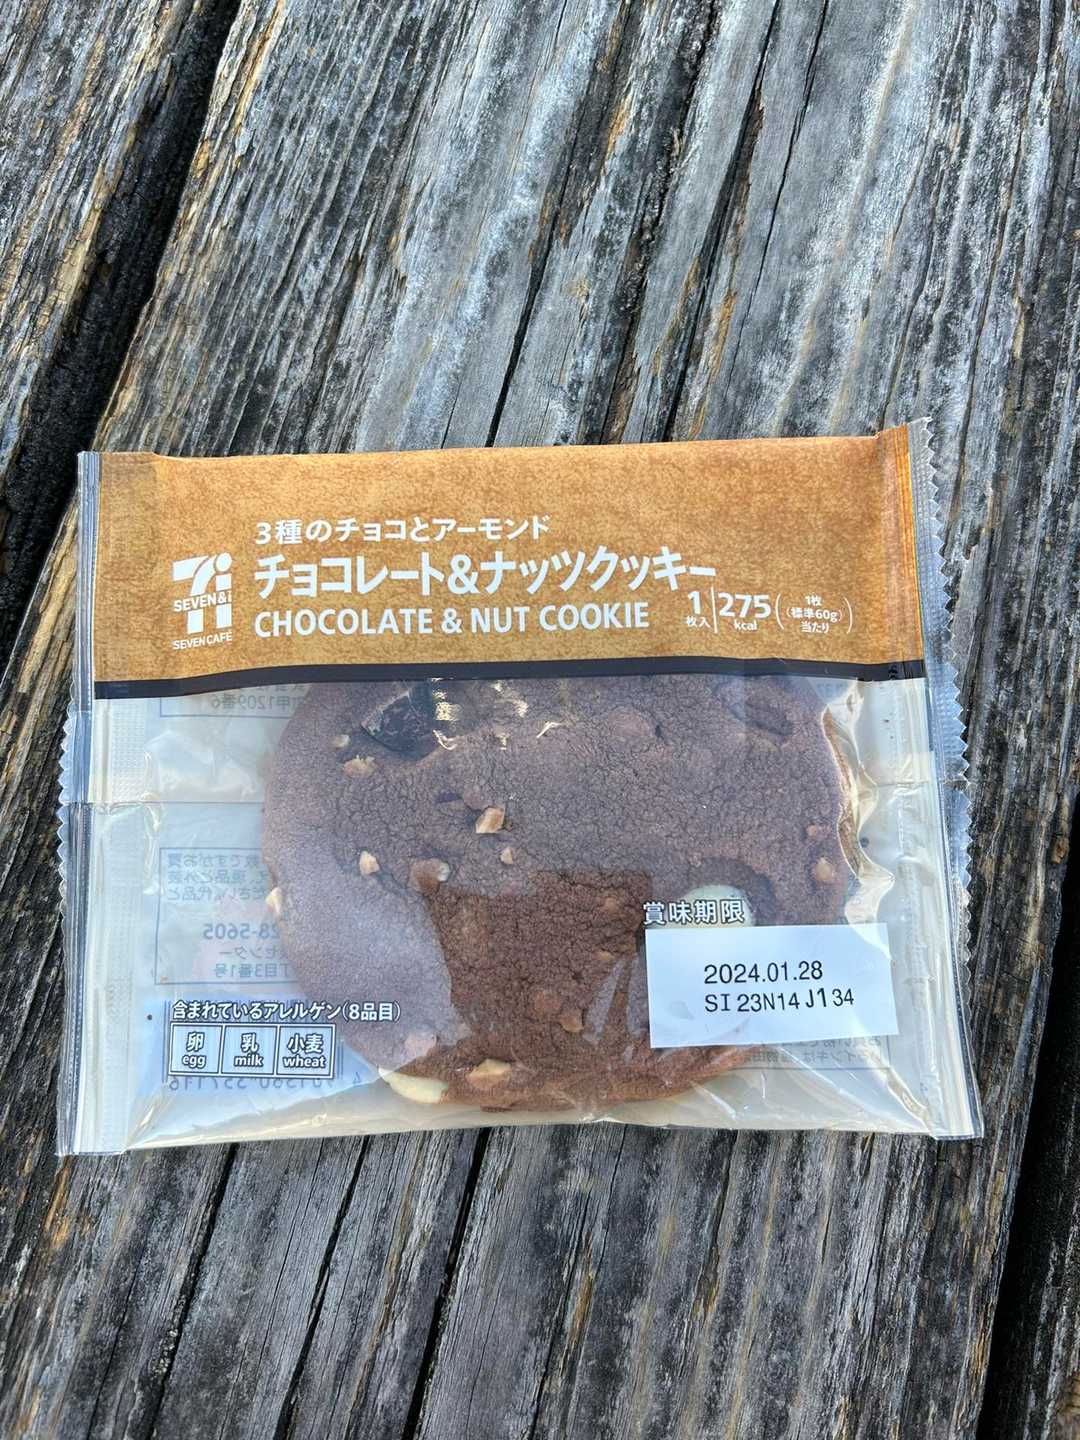 3種のチョコとアーモンド
チョコレート&ナッツクッキー
CHOCOLATE & NUT COOKIE
SEVEN&i
SEVEN CAFÉ
1枚入
275kcal
(1枚(標準60g)当たり)
賞味期限
2024.01.28
SI 23N14 J1 34
含まれているアレルゲン(8品目)
卵 乳 小麦
egg milk wheat